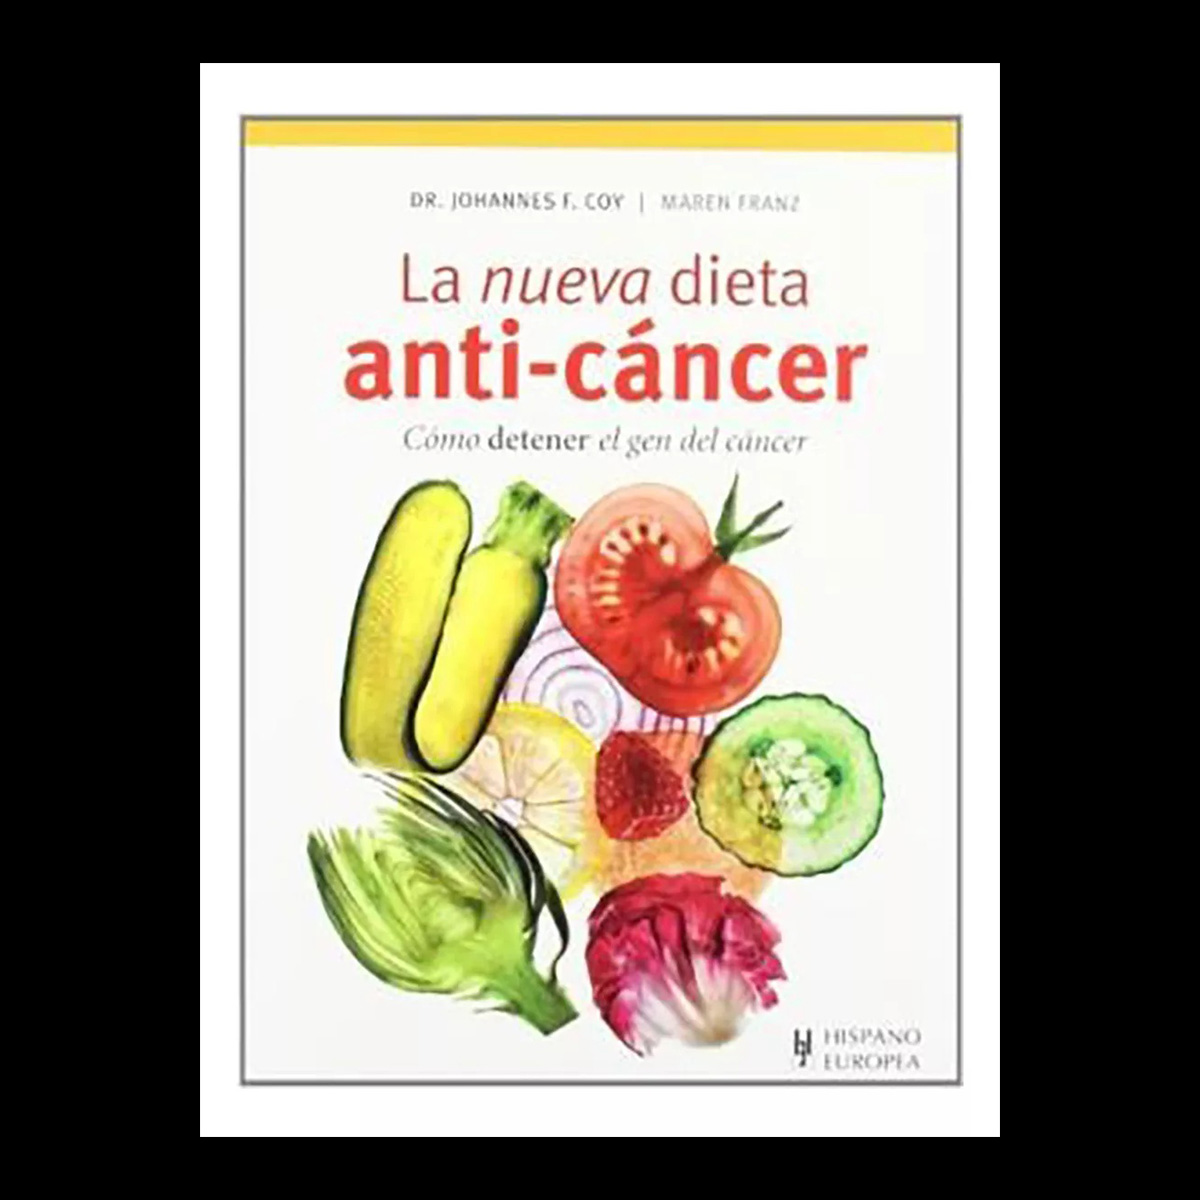 DR. JOHANNES F. COY | MAREN FRANZ
La nueva dieta
anti-cáncer
Cómo detener el gen del cáncer
HISPANO
EUROPEA